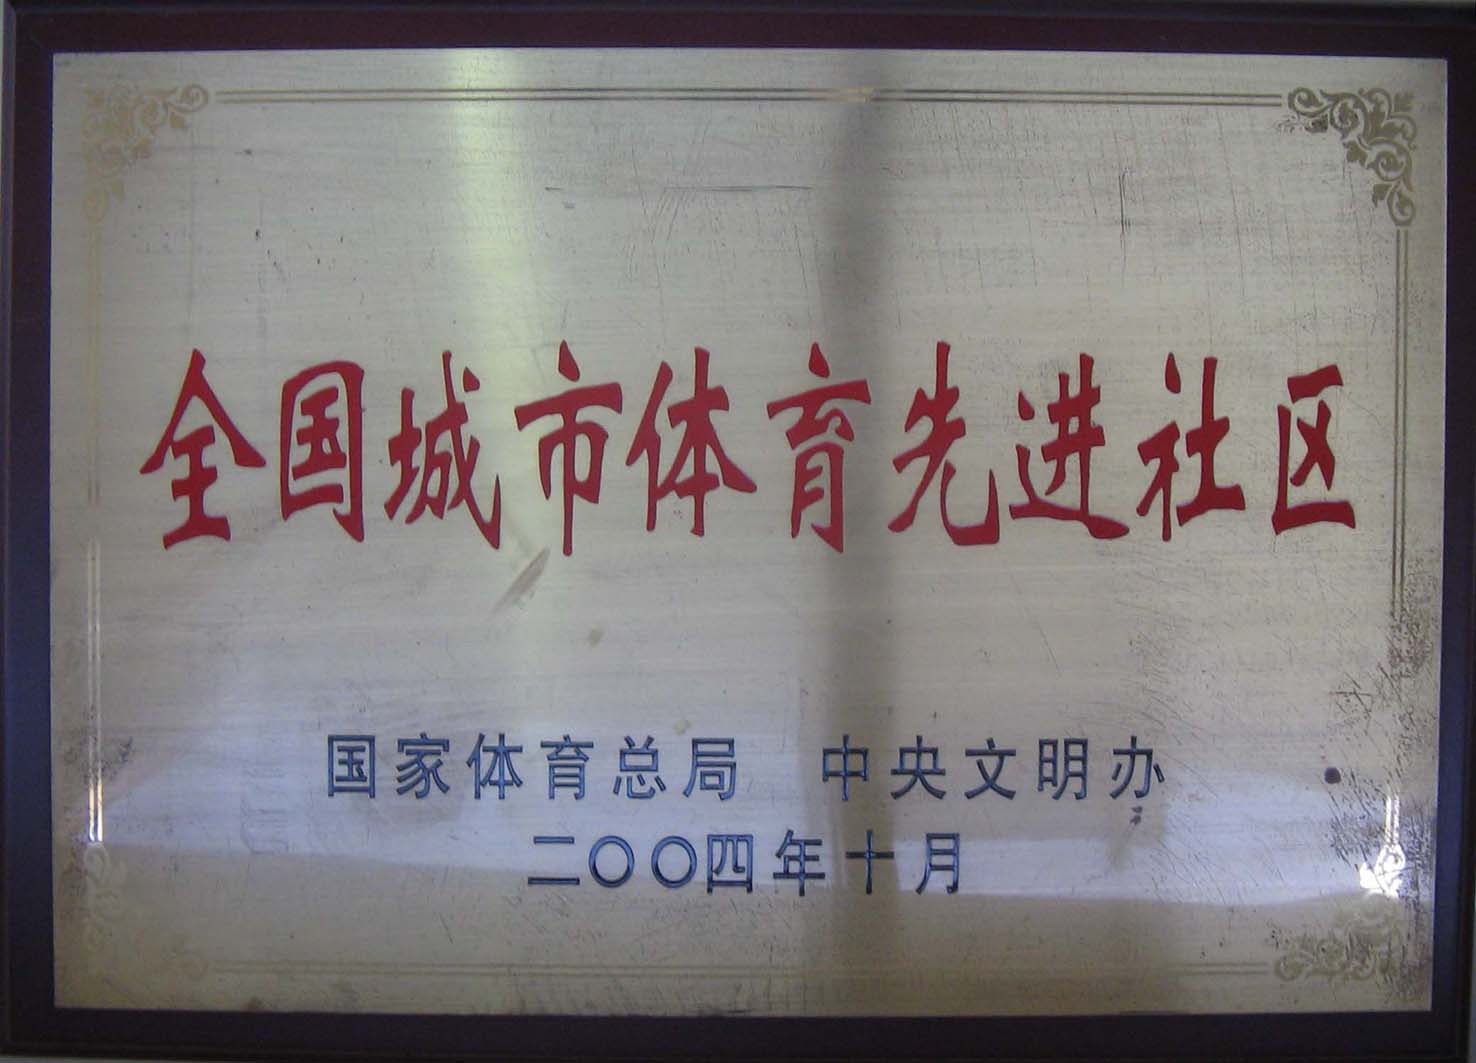 全国城市体育先进社区
国家体育总局 中央文明办
二〇〇四年十月